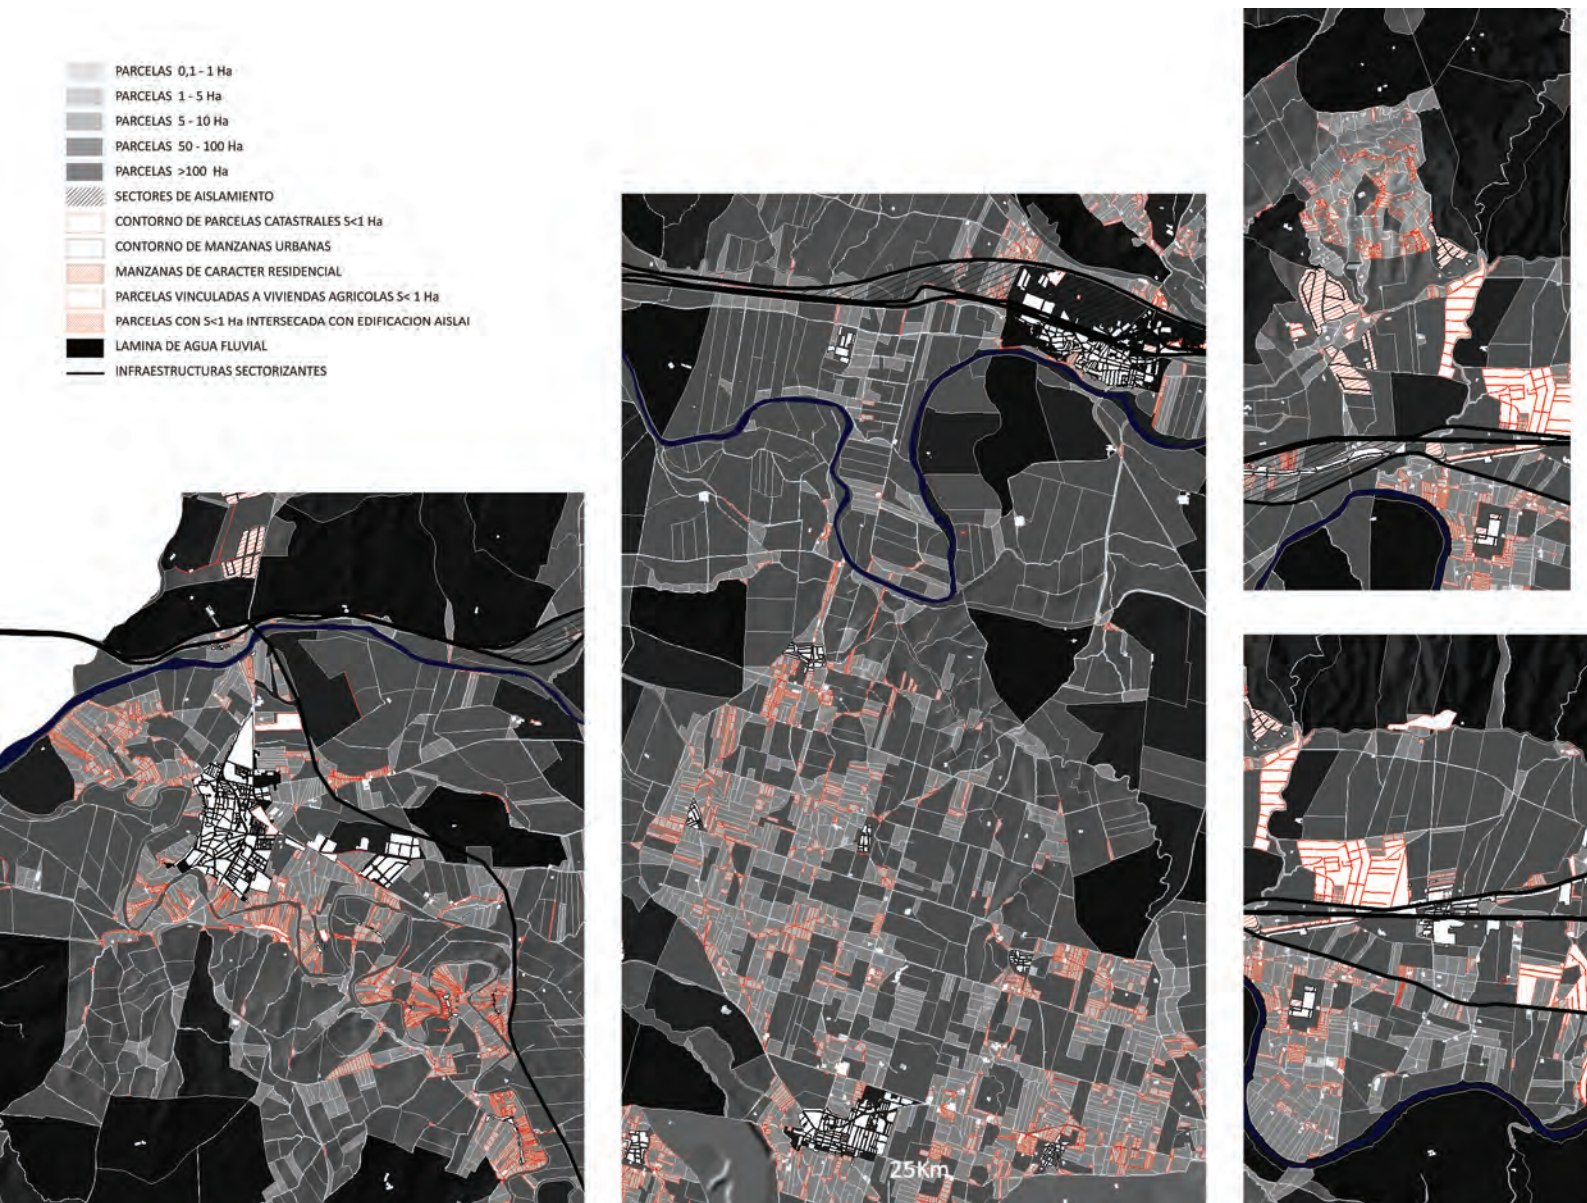 PARCELAS 0,1 - 1 Ha
PARCELAS 1 - 5 Ha
PARCELAS 5 - 10 Ha
PARCELAS 50 - 100 Ha
PARCELAS >100 Ha
SECTORES DE AISLAMIENTO
CONTORNO DE PARCELAS CATASTRALES S<1 Ha
CONTORNO DE MANZANAS URBANAS
MANZANAS DE CARACTER RESIDENCIAL
PARCELAS VINCULADAS A VIVIENDAS AGRICOLAS S< 1 Ha
PARCELAS CON S<1 Ha INTERSECADA CON EDIFICACION AISLAI
LAMINA DE AGUA FLUVIAL
INFRAESTRUCTURAS SECTORIZANTES
25Km